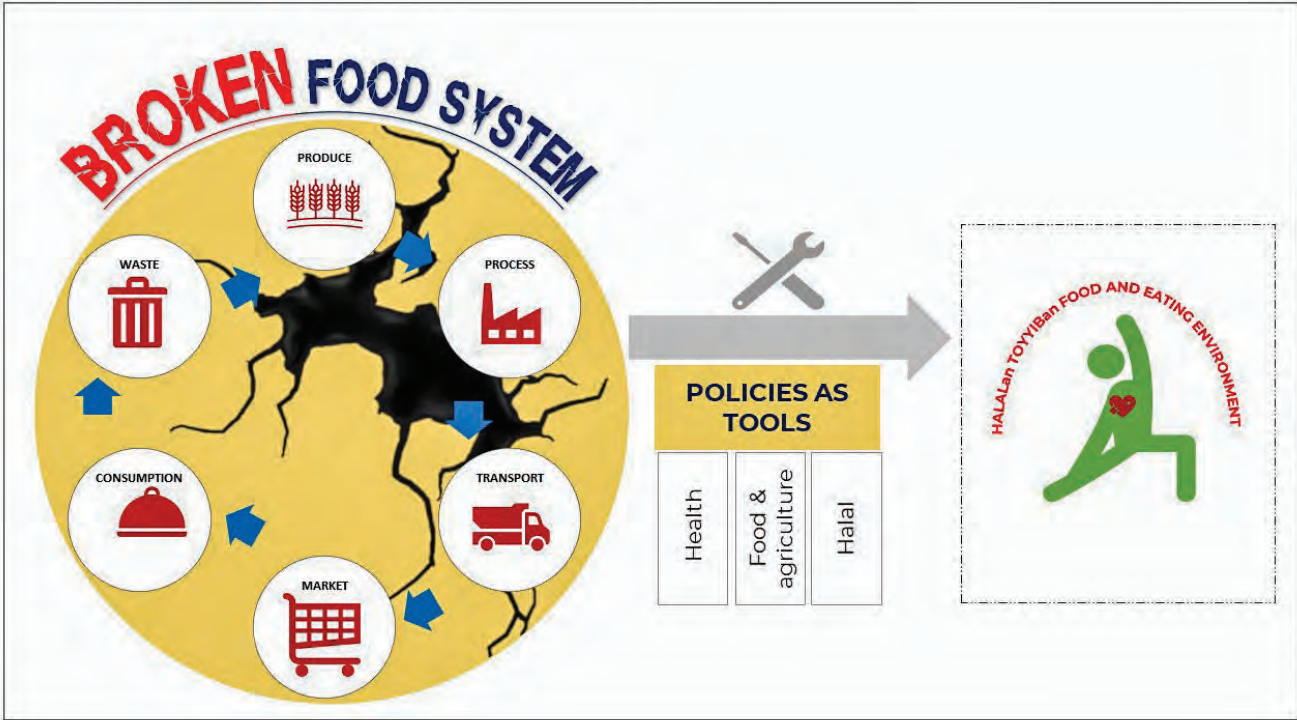 BROKEN FOOD SYSTEM
PRODUCE
PROCESS
TRANSPORT
MARKET
CONSUMPTION
WASTE
POLICIES AS
TOOLS
Health
Food &
agriculture
Halal
HALALan TOYYIBan FOOD AND EATING ENVIRONMENT